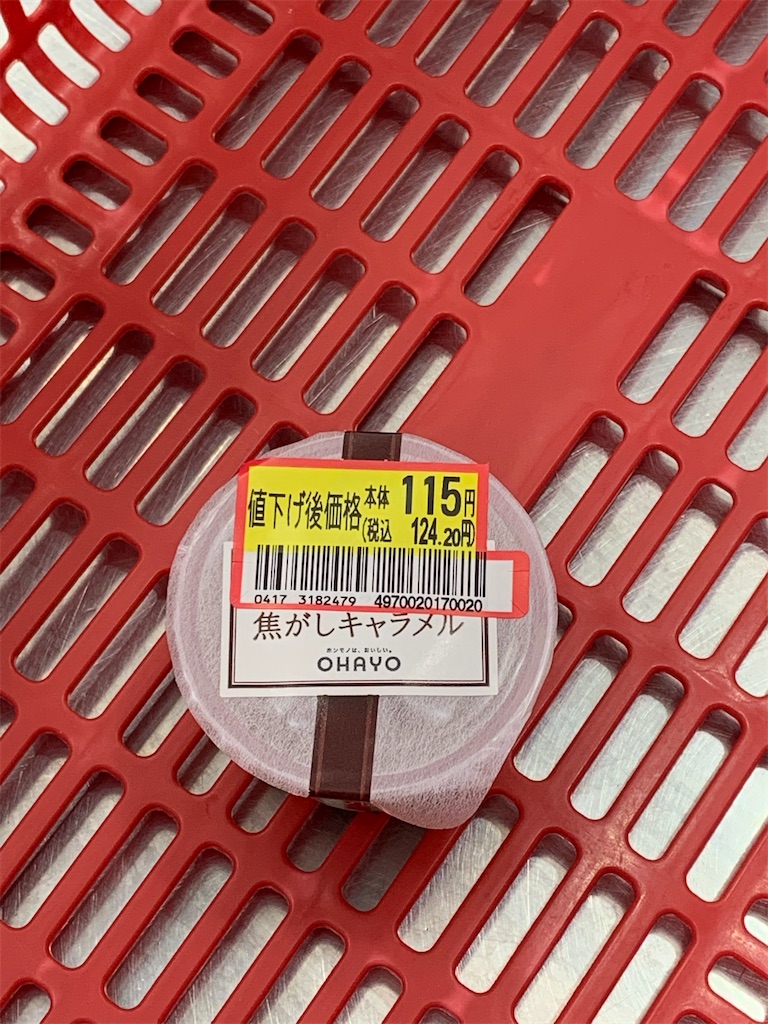 値下げ後価格 本体 115円
(税込 124.20円)
0417 3182479 4970020170020
焦がしキャラメル
ホンモノは、おいしい。
OHAYO